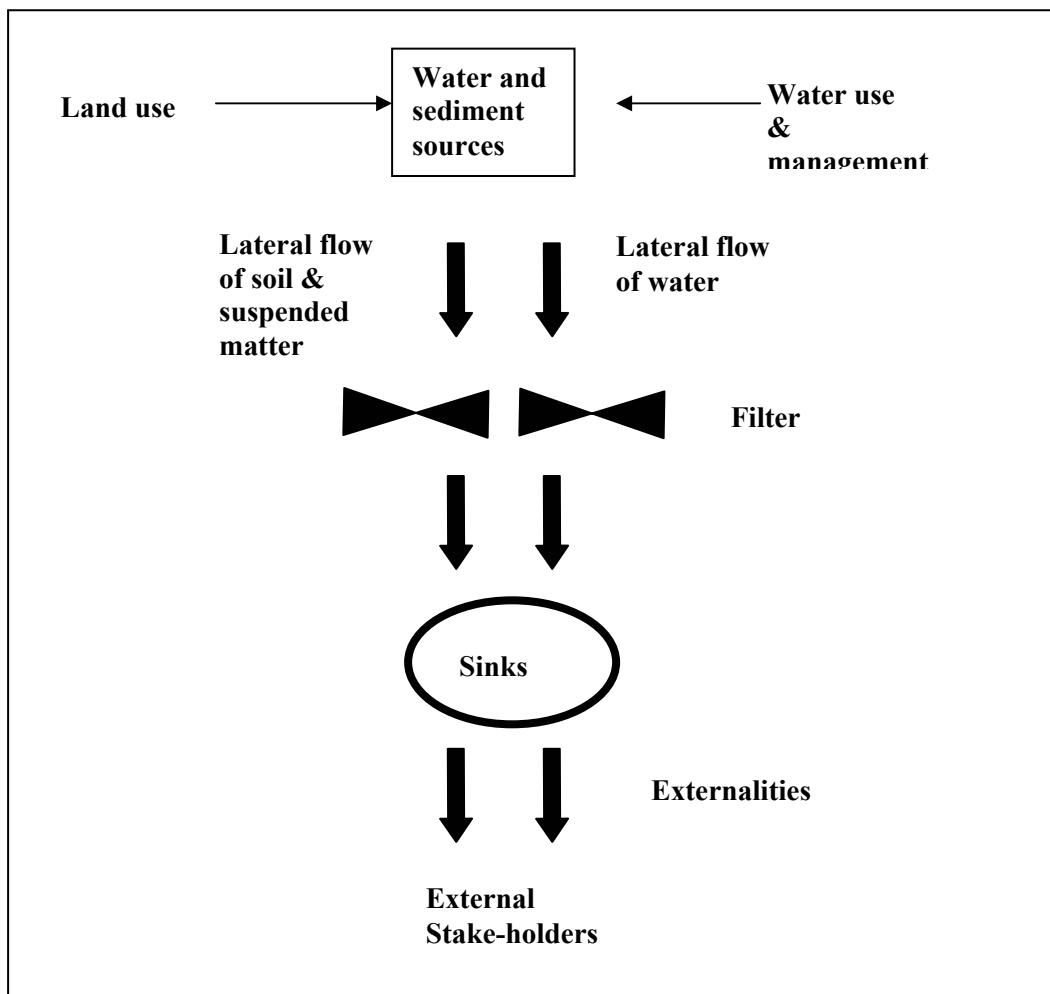 Land use
Water and
sediment
sources
Water use
&
management
Lateral flow
of soil &
suspended
matter
Lateral flow
of water
Filter
Sinks
Externalities
External
Stake-holders